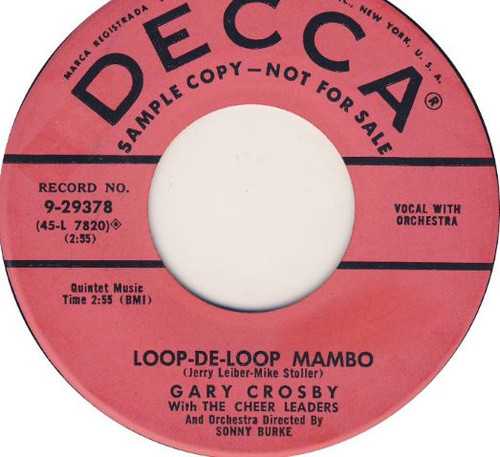 MARCA REGISTRADA
NEW YORK, U. S. A.
DECCA®
SAMPLE COPY—NOT FOR SALE
RECORD NO.
9-29378
(45-L 7820)
(2:55)
VOCAL WITH
ORCHESTRA
Quintet Music
Time 2:55 (BMI)
LOOP-DE-LOOP MAMBO
(Jerry Leiber-Mike Stoller)
GARY CROSBY
With THE CHEER LEADERS
And Orchestra Directed By
SONNY BURKE